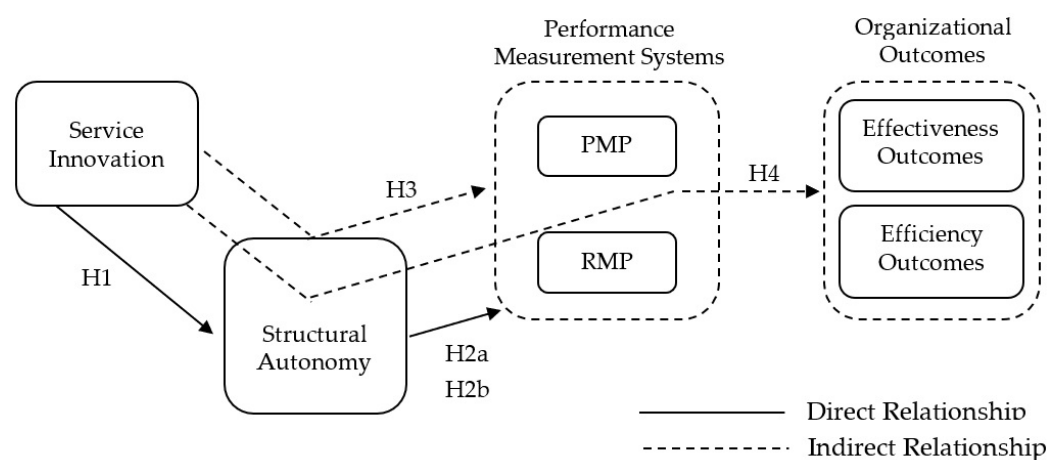 Performance
Measurement Systems
Organizational
Outcomes
Service
Innovation
PMP
Effectiveness
Outcomes
H3
H4
H1
RMP
Efficiency
Outcomes
Structural
Autonomy
H2a
H2b
Direct Relationship
Indirect Relationship